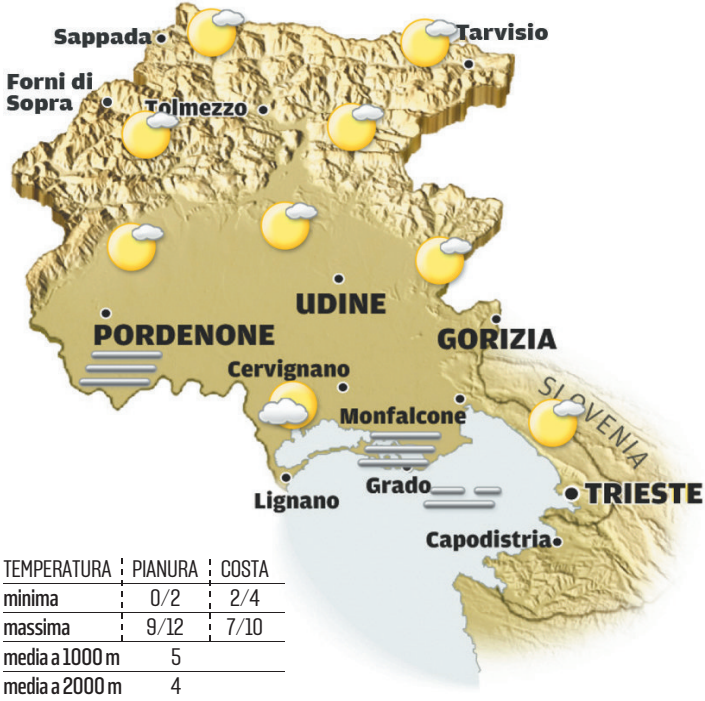 Sappada
Tarvisio
Forni di
Sopra
Tolmezzo
UDINE
PORDENONE
GORIZIA
Cervignano
SLOVENIA
Monfalcone
Grado
TRIESTE
Lignano
Capodistria
TEMPERATURA PIANURA COSTA
minima 0/2 2/4
massima 9/12 7/10
media a 1000 m 5
media a 2000 m 4